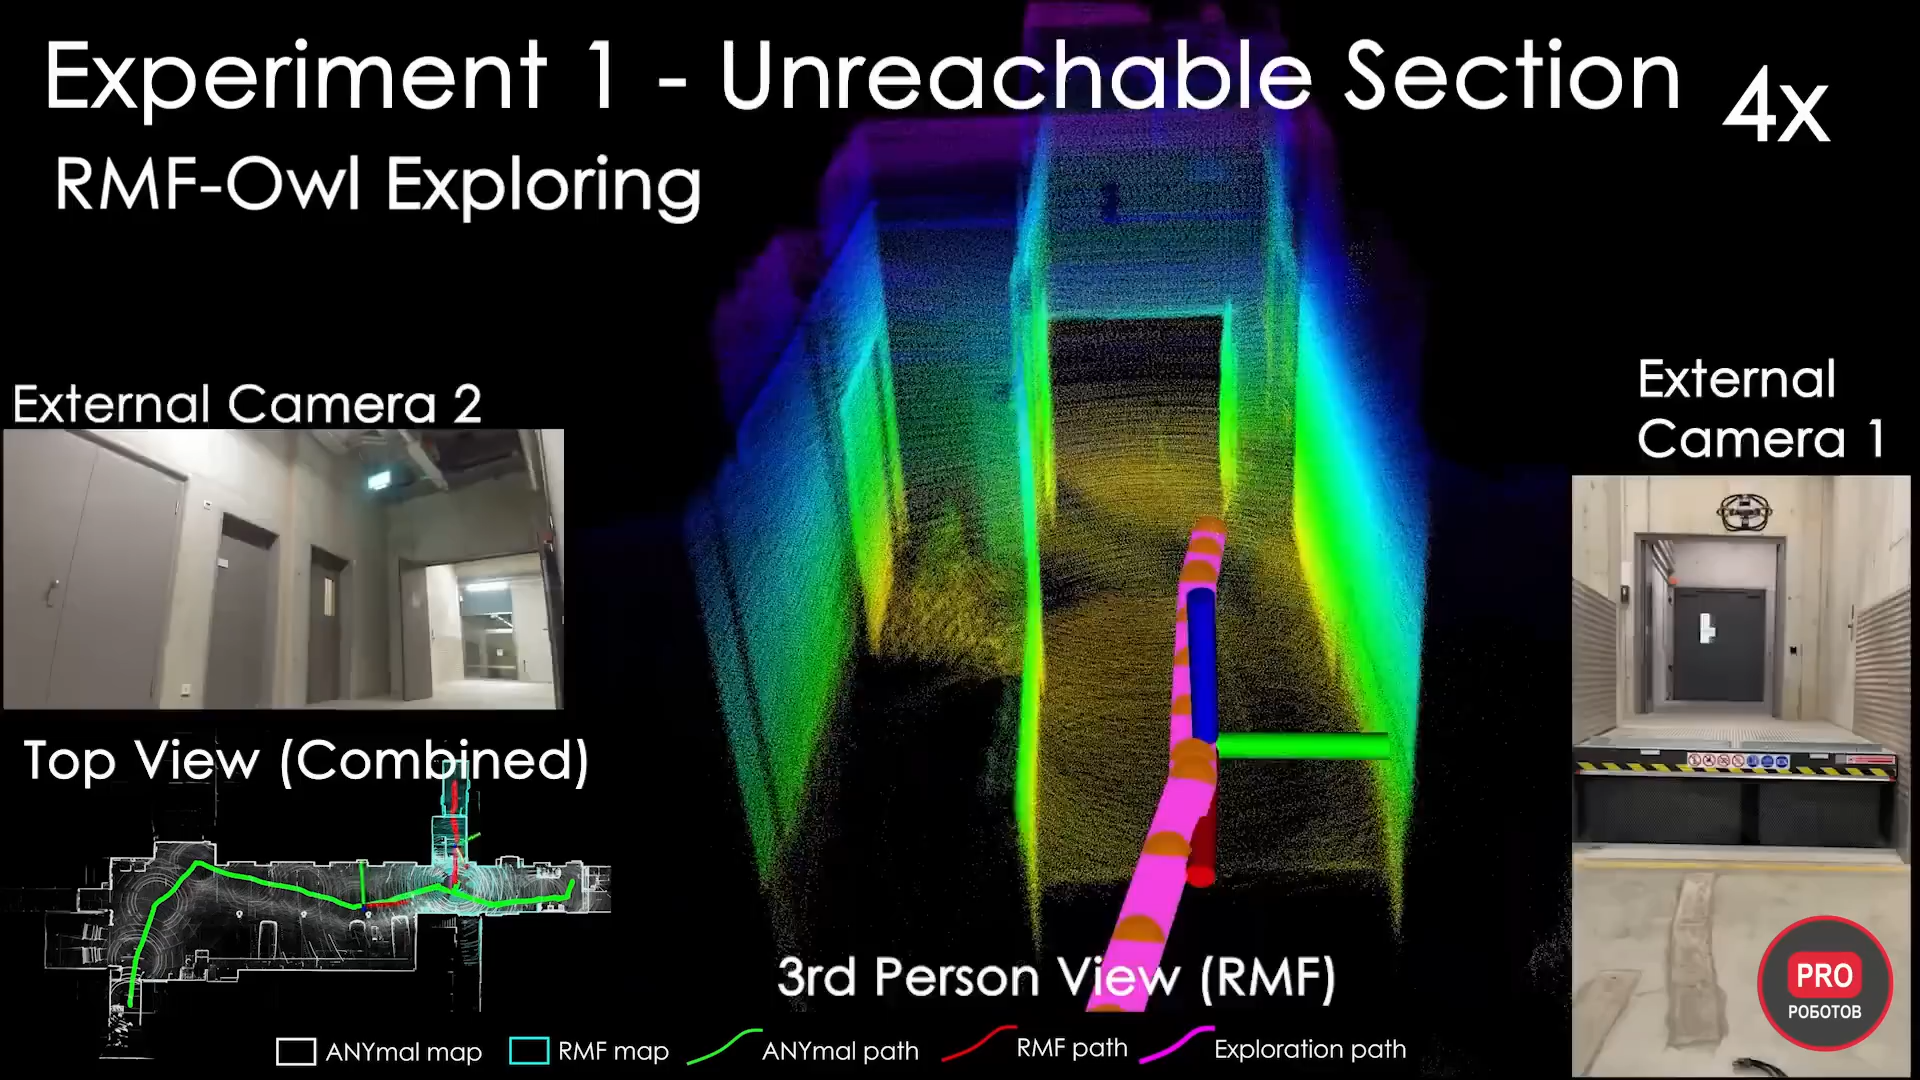 Experiment 1 - Unreachable Section
4x
RMF-Owl Exploring
External Camera 2
External
Camera 1
Top View (Combined)
3rd Person View (RMF)
PRO
РОБОТОВ
ANYmal map
RMF map
ANYmal path
RMF path
Exploration path